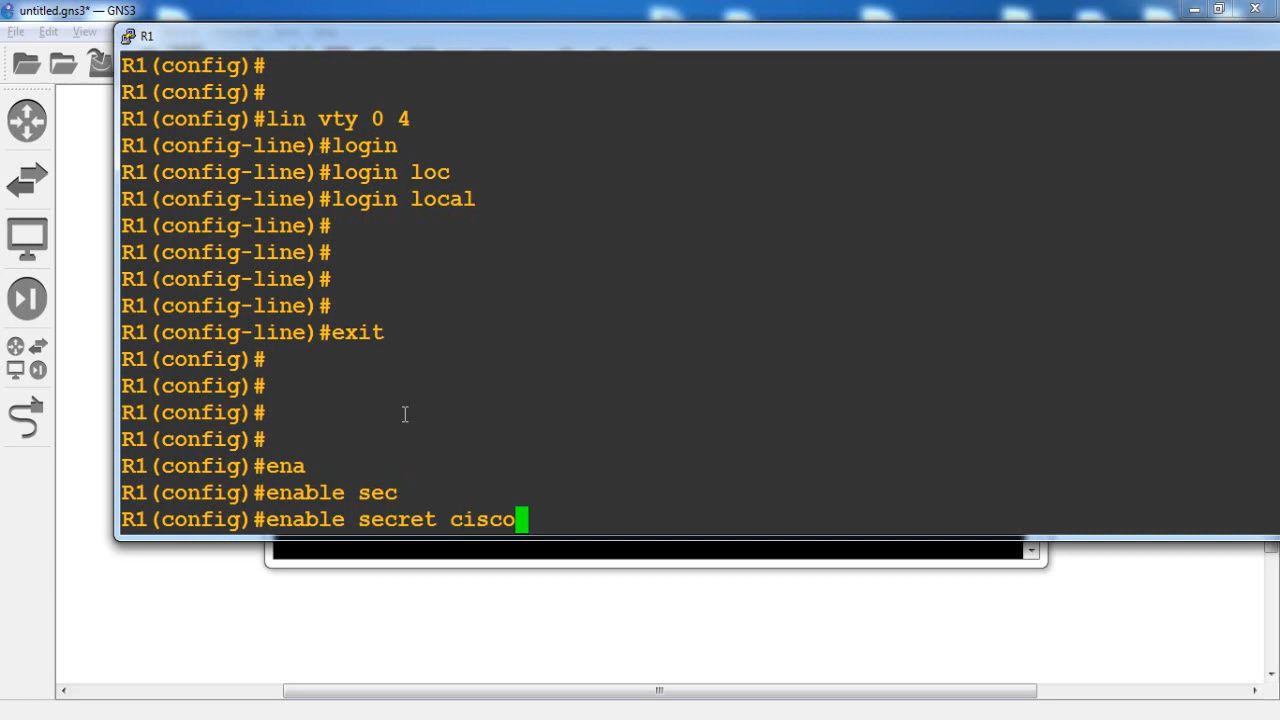 untitled.gns3* — GNS3
File Edit View
R1
R1(config)#
R1(config)#
R1(config)#lin vty 0 4
R1(config-line)#login
R1(config-line)#login loc
R1(config-line)#login local
R1(config-line)#
R1(config-line)#
R1(config-line)#
R1(config-line)#
R1(config-line)#exit
R1(config)#
R1(config)#
R1(config)#
R1(config)#
R1(config)#ena
R1(config)#enable sec
R1(config)#enable secret cisco